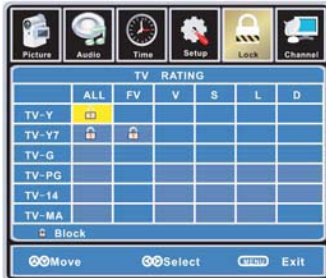 Picture Audio Time Setup Lock Channel
TV RATING
ALL FV V S L D
TV-Y
TV-Y7
TV-G
TV-PG
TV-14
TV-MA
Block
Move Select MENU Exit